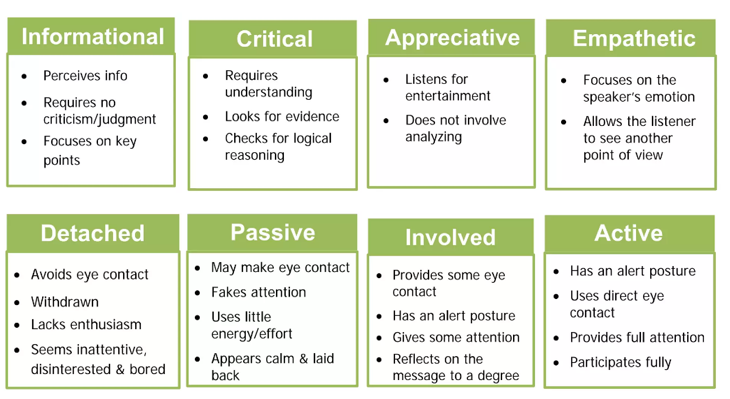 Informational
• Perceives info
• Requires no
criticism/judgment
• Focuses on key
points
Critical
• Requires
understanding
• Looks for evidence
• Checks for logical
reasoning
Appreciative
• Listens for
entertainment
• Does not involve
analyzing
Empathetic
• Focuses on the
speaker's emotion
• Allows the listener
to see another
point of view
Detached
• Avoids eye contact
• Withdrawn
• Lacks enthusiasm
• Seems inattentive,
disinterested & bored
Passive
• May make eye contact
• Fakes attention
• Uses little
energy/effort
• Appears calm & laid
back
Involved
• Provides some eye
contact
• Has an alert posture
• Gives some attention
• Reflects on the
message to a degree
Active
• Has an alert posture
• Uses direct eye
contact
• Provides full attention
• Participates fully